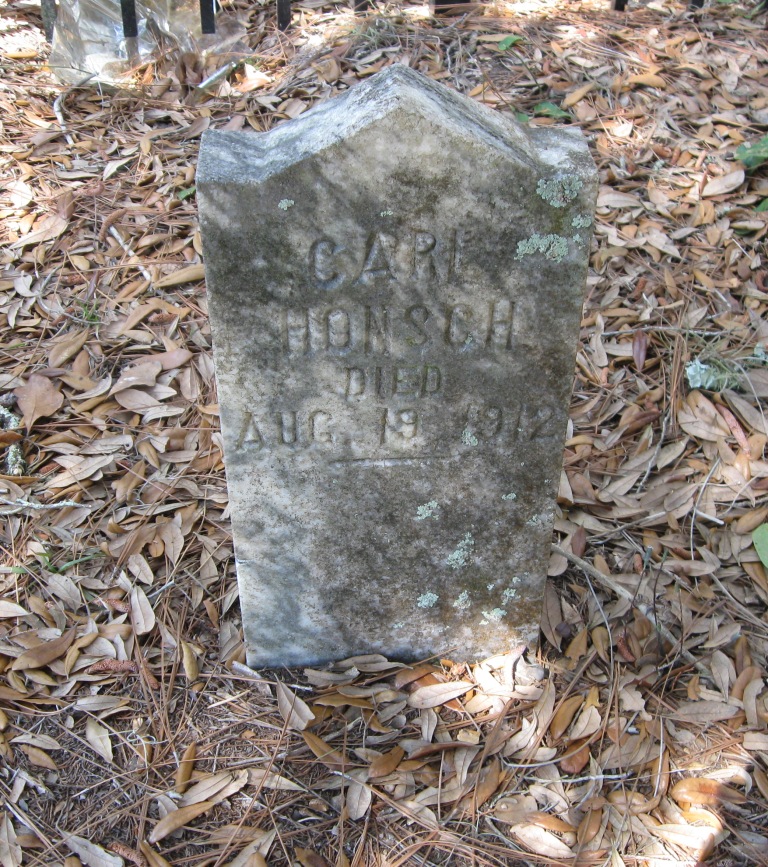 CARL
HONSCH
DIED
AUG 19 1912